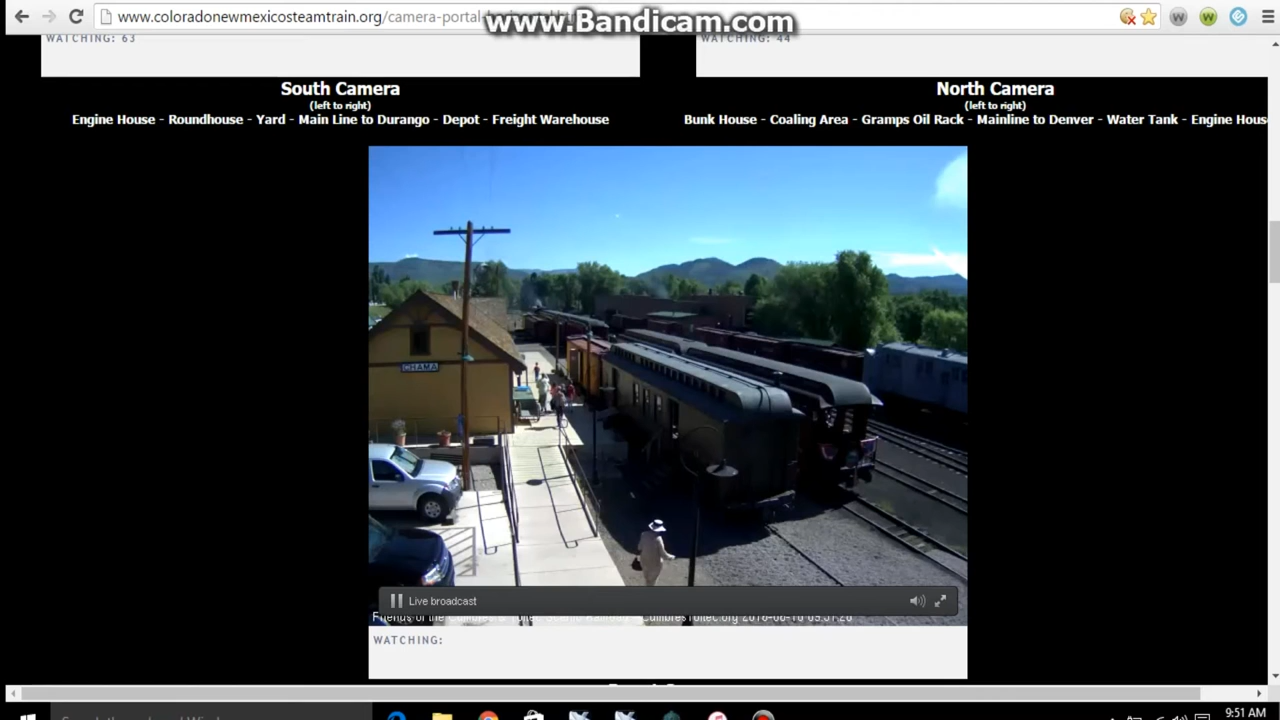 www.coloradonewmexicosteamtrain.org/camera-portal
www.Bandicam.com
WATCHING: 63
WATCHING: 44
South Camera
(left to right)
Engine House - Roundhouse - Yard - Main Line to Durango - Depot - Freight Warehouse
North Camera
(left to right)
Bunk House - Coaling Area - Gramps Oil Rack - Mainline to Denver - Water Tank - Engine Hous
CHAMA
Live broadcast
WATCHING:
9:51 AM